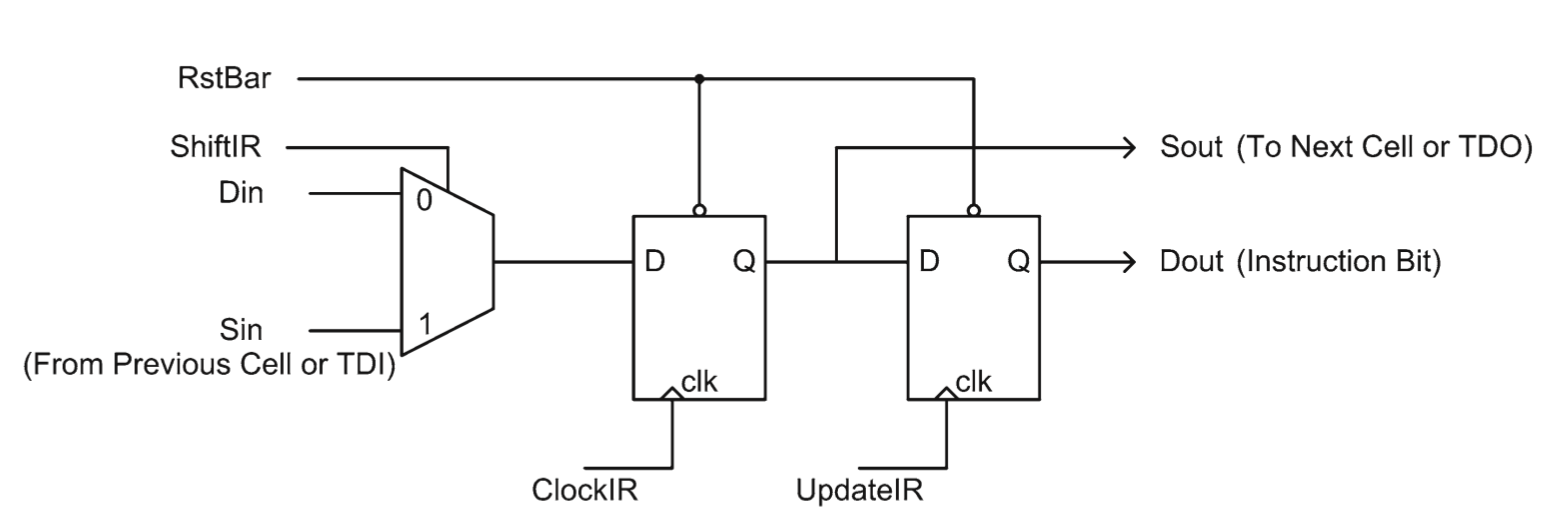 RstBar
ShiftIR
Sout (To Next Cell or TDO)
Din
0
D Q
D Q
Dout (Instruction Bit)
Sin
1
(From Previous Cell or TDI)
clk
clk
ClockIR
UpdateIR